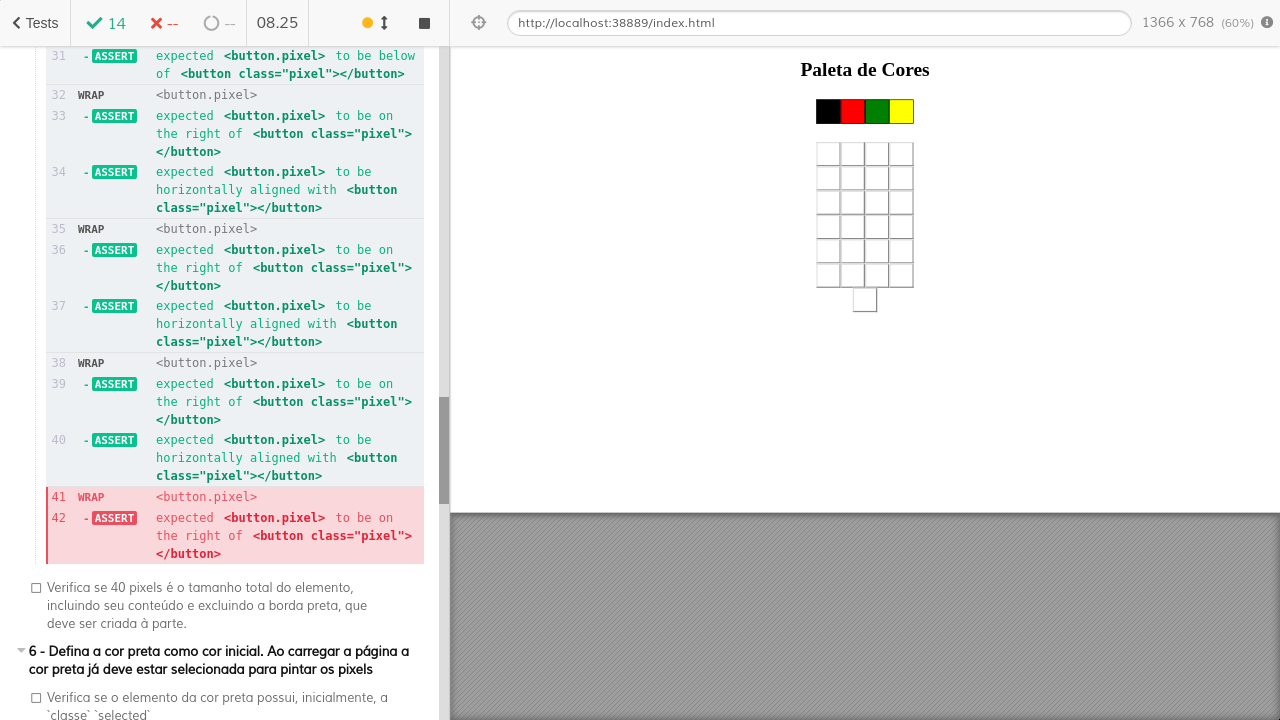 Tests 14 -- -- 08.25
http://localhost:38889/index.html 1366 x 768 (60%)
31 - ASSERT expected <button.pixel> to be below
of <button class="pixel"></button>
32 WRAP <button.pixel>
33 - ASSERT expected <button.pixel> to be on
the right of <button class="pixel">
</button>
34 - ASSERT expected <button.pixel> to be
horizontally aligned with <button
class="pixel"></button>
35 WRAP <button.pixel>
36 - ASSERT expected <button.pixel> to be on
the right of <button class="pixel">
</button>
37 - ASSERT expected <button.pixel> to be
horizontally aligned with <button
class="pixel"></button>
38 WRAP <button.pixel>
39 - ASSERT expected <button.pixel> to be on
the right of <button class="pixel">
</button>
40 - ASSERT expected <button.pixel> to be
horizontally aligned with <button
class="pixel"></button>
41 WRAP <button.pixel>
42 - ASSERT expected <button.pixel> to be on
the right of <button class="pixel">
</button>
Verifica se 40 pixels é o tamanho total do elemento,
incluindo seu conteúdo e excluindo a borda preta, que
deve ser criada à parte.
6 - Defina a cor preta como cor inicial. Ao carregar a página a
cor preta já deve estar selecionada para pintar os pixels
Verifica se o elemento da cor preta possui, inicialmente, a
`classe` `selected`
Paleta de Cores